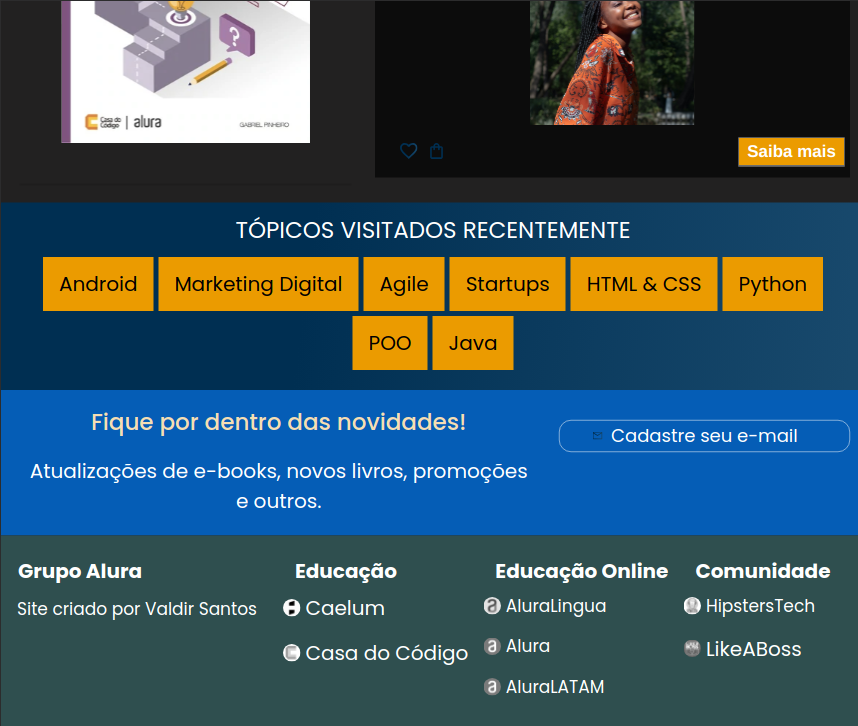 Casa do
Código
alura
GABRIEL PINHEIRO
Saiba mais
TÓPICOS VISITADOS RECENTEMENTE
Android
Marketing Digital
Agile
Startups
HTML & CSS
Python
POO
Java
Fique por dentro das novidades!
Atualizações de e-books, novos livros, promoções
e outros.
Cadastre seu e-mail
Grupo Alura
Site criado por Valdir Santos
Educação
Caelum
Casa do Código
Educação Online
AluraLingua
Alura
AluraLATAM
Comunidade
HipstersTech
LikeABoss